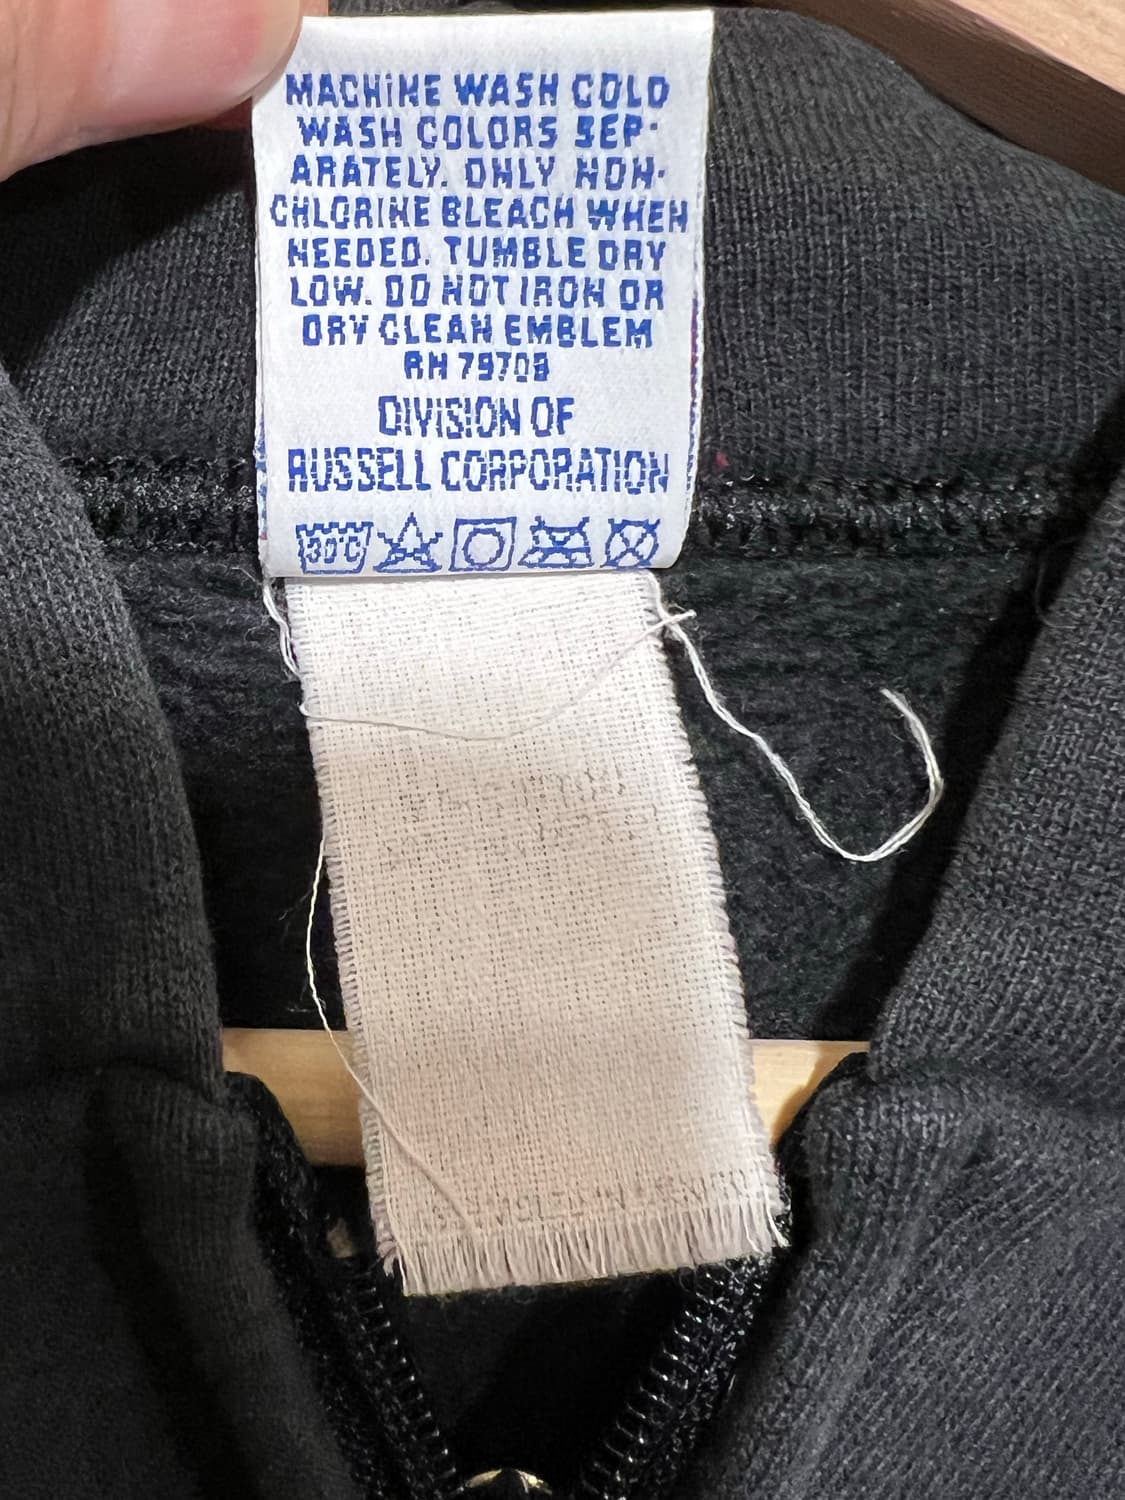 MACHINE WASH COLD
WASH COLORS SEP-
ARATELY. ONLY NON-
CHLORINE BLEACH WHEN
NEEDED. TUMBLE DRY
LOW. DO NOT IRON OR
DRY CLEAN EMBLEM
RN 79709
DIVISION OF
RUSSELL CORPORATION
30°C